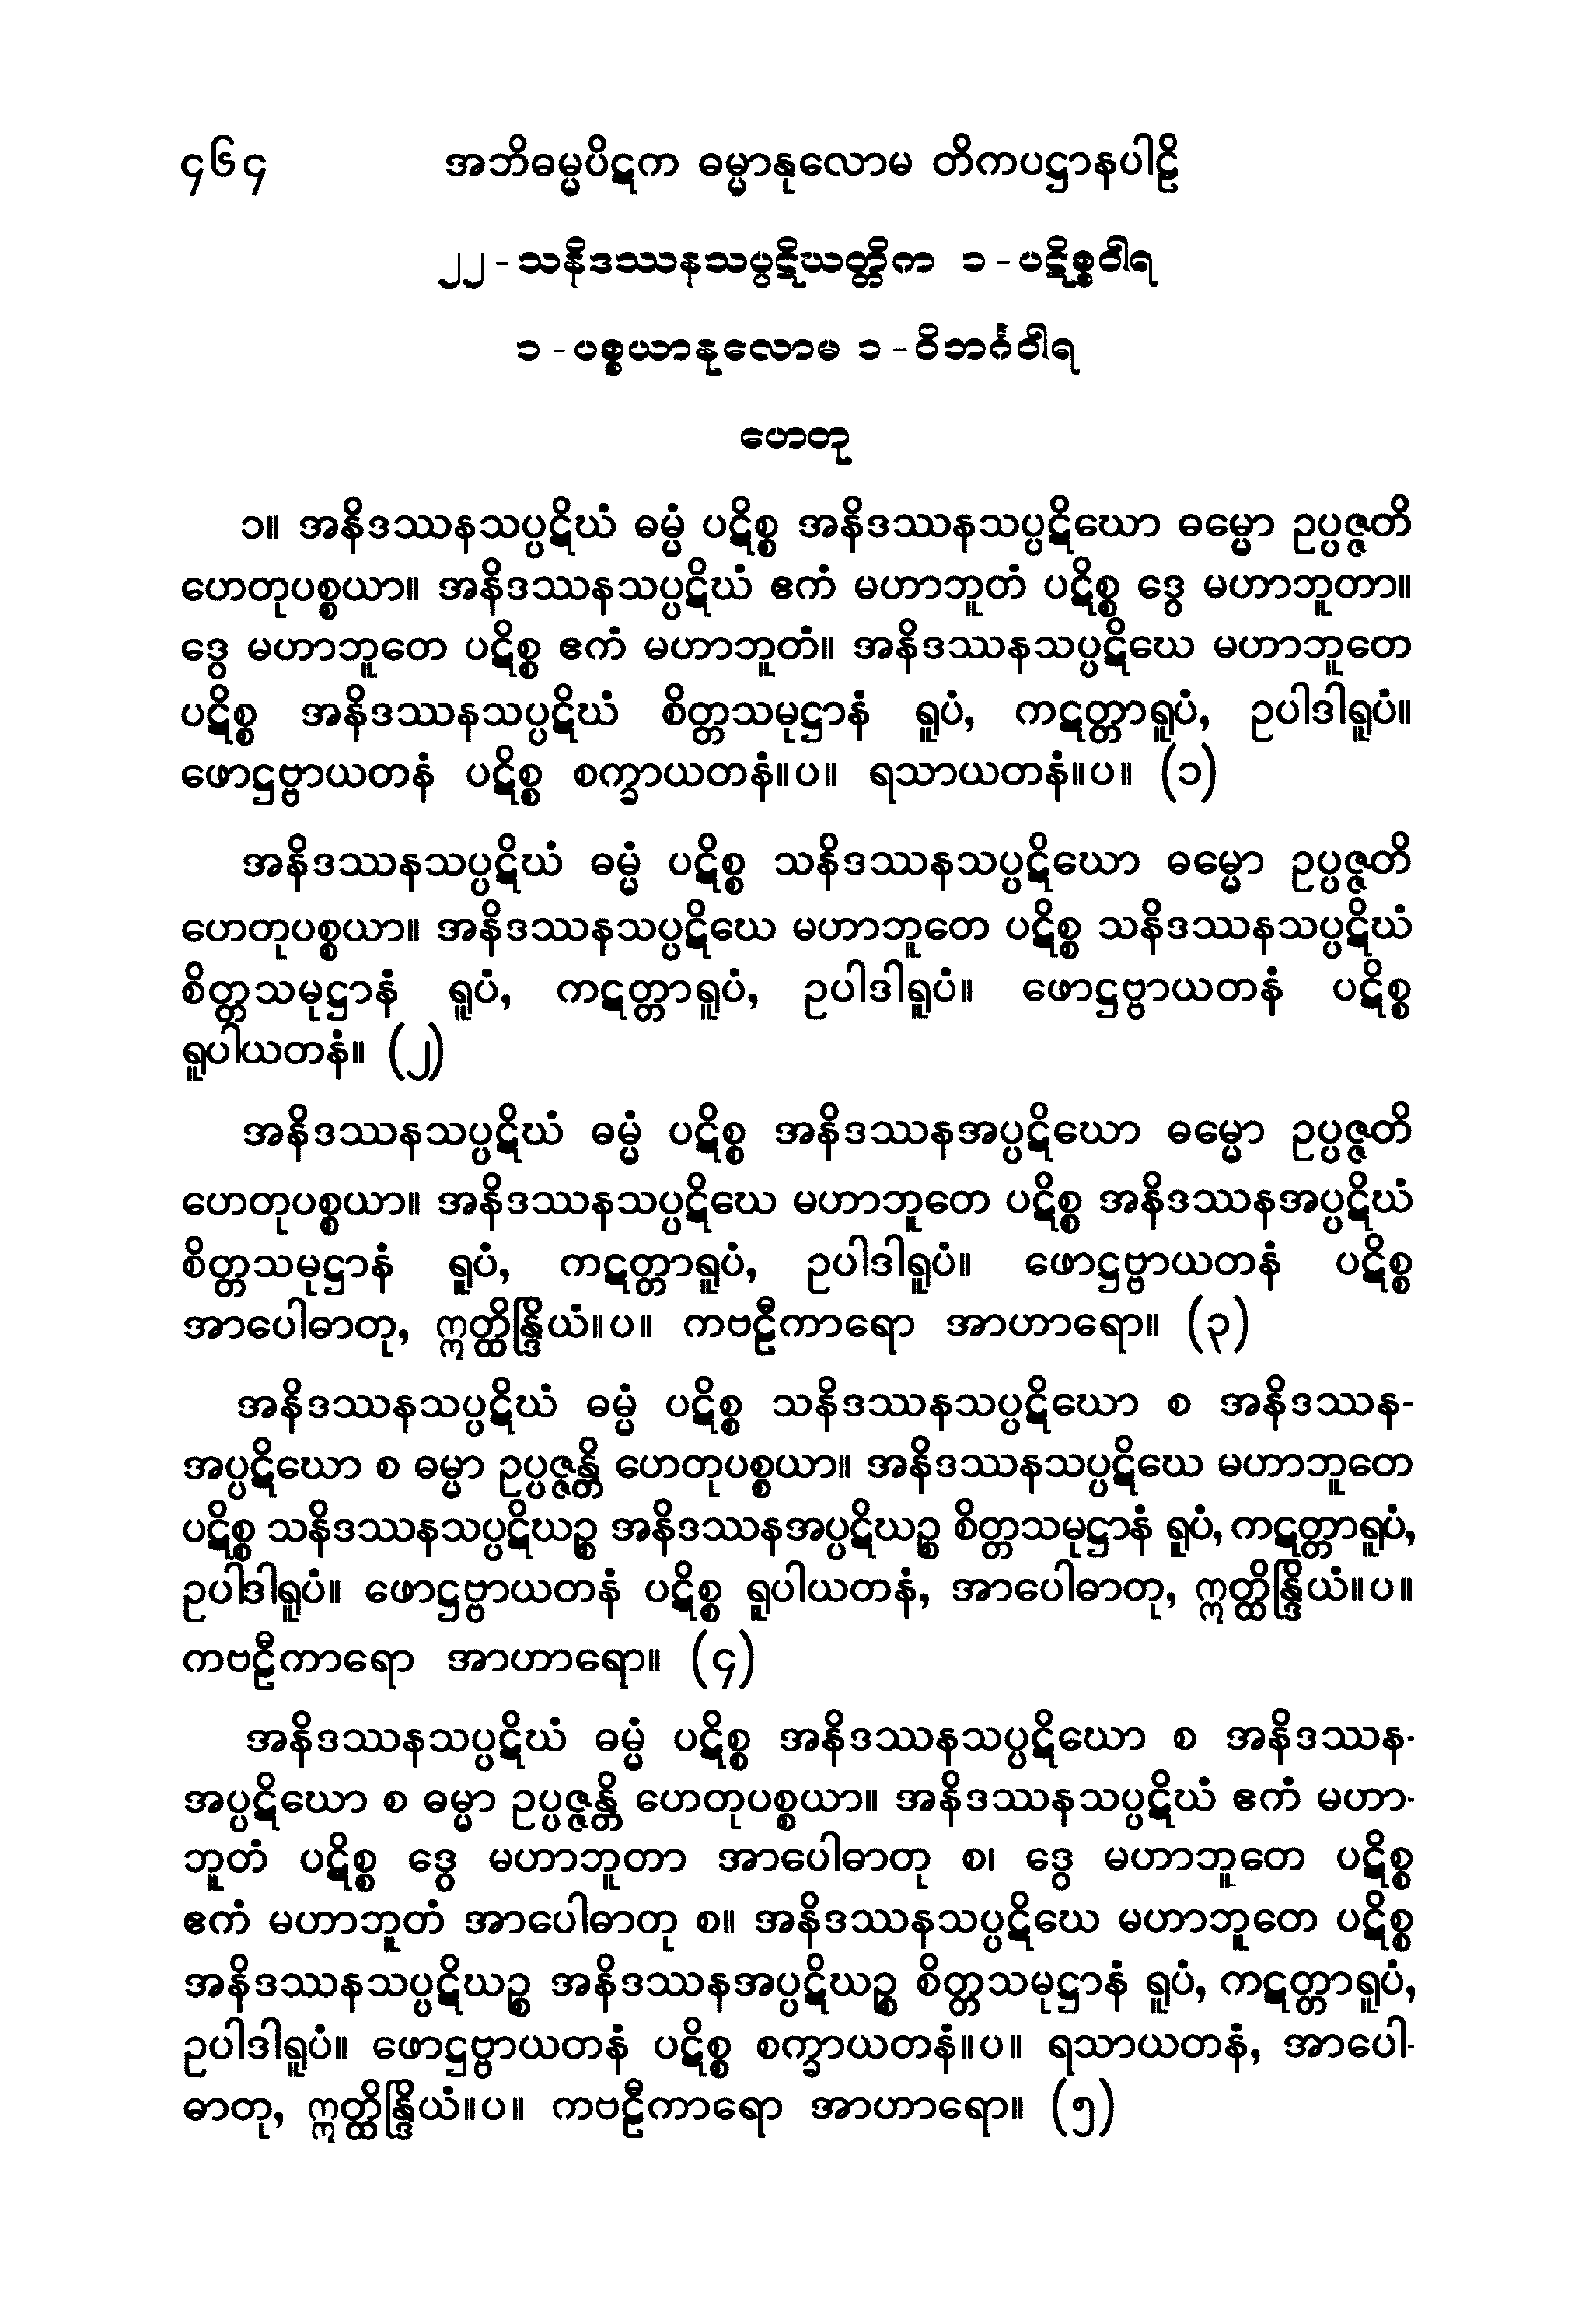 ၄၆၄ အဘိဓမ္မပိဋက ဓမ္မာနုလောမ တိကပဋ္ဌာနပါဠိ
၂၂-သနိဒဿနသပ္ပဋိဃတ္တိက ၁-ပဋိစ္စဝါရ
၁-ပစ္စယာနုလောမ ၁-ဝိဘင်္ဂဝါရ
ဟေတု
၁။ အနိဒဿနသပ္ပဋိဃံ ဓမ္မံ ပဋိစ္စ အနိဒဿနသပ္ပဋိဃော ဓမ္မော ဥပ္ပဇ္ဇတိ
ဟေတုပစ္စယာ။ အနိဒဿနသပ္ပဋိဃံ ဧကံ မဟာဘူတံ ပဋိစ္စ ဒွေ မဟာဘူတာ။
ဒွေ မဟာဘူတေ ပဋိစ္စ ဧကံ မဟာဘူတံ။ အနိဒဿနသပ္ပဋိဃေ မဟာဘူတေ
ပဋိစ္စ အနိဒဿနသပ္ပဋိဃံ စိတ္တသမုဋ္ဌာနံ ရူပံ, ကဋတ္တာရူပံ, ဥပါဒါရူပံ။
ဖောဋ္ဌဗ္ဗာယတနံ ပဋိစ္စ စက္ခာယတနံ။ပ။ ရသာယတနံ။ပ။ (၁)
အနိဒဿနသပ္ပဋိဃံ ဓမ္မံ ပဋိစ္စ သနိဒဿနသပ္ပဋိဃော ဓမ္မော ဥပ္ပဇ္ဇတိ
ဟေတုပစ္စယာ။ အနိဒဿနသပ္ပဋိဃေ မဟာဘူတေ ပဋိစ္စ သနိဒဿနသပ္ပဋိဃံ
စိတ္တသမုဋ္ဌာနံ ရူပံ, ကဋတ္တာရူပံ, ဥပါဒါရူပံ။ ဖောဋ္ဌဗ္ဗာယတနံ ပဋိစ္စ
ရူပါယတနံ။ (၂)
အနိဒဿနသပ္ပဋိဃံ ဓမ္မံ ပဋိစ္စ အနိဒဿနအပ္ပဋိဃော ဓမ္မော ဥပ္ပဇ္ဇတိ
ဟေတုပစ္စယာ။ အနိဒဿနသပ္ပဋိဃေ မဟာဘူတေ ပဋိစ္စ အနိဒဿနအပ္ပဋိဃံ
စိတ္တသမုဋ္ဌာနံ ရူပံ, ကဋတ္တာရူပံ, ဥပါဒါရူပံ။ ဖောဋ္ဌဗ္ဗာယတနံ ပဋိစ္စ
အာပေါဓာတု, ဣတ္ထိန္ဒြိယံ။ပ။ ကဗဠီကာရော အာဟာရော။ (၃)
အနိဒဿနသပ္ပဋိဃံ ဓမ္မံ ပဋိစ္စ သနိဒဿနသပ္ပဋိဃော စ အနိဒဿန-
အပ္ပဋိဃော စ ဓမ္မာ ဥပ္ပဇ္ဇန္တိ ဟေတုပစ္စယာ။ အနိဒဿနသပ္ပဋိဃေ မဟာဘူတေ
ပဋိစ္စ သနိဒဿနသပ္ပဋိဃဉ္စ အနိဒဿနအပ္ပဋိဃဉ္စ စိတ္တသမုဋ္ဌာနံ ရူပံ, ကဋတ္တာရူပံ,
ဥပါဒါရူပံ။ ဖောဋ္ဌဗ္ဗာယတနံ ပဋိစ္စ ရူပါယတနံ, အာပေါဓာတု, ဣတ္ထိန္ဒြိယံ။ပ။
ကဗဠီကာရော အာဟာရော။ (၄)
အနိဒဿနသပ္ပဋိဃံ ဓမ္မံ ပဋိစ္စ အနိဒဿနသပ္ပဋိဃော စ အနိဒဿန-
အပ္ပဋိဃော စ ဓမ္မာ ဥပ္ပဇ္ဇန္တိ ဟေတုပစ္စယာ။ အနိဒဿနသပ္ပဋိဃံ ဧကံ မဟာ-
ဘူတံ ပဋိစ္စ ဒွေ မဟာဘူတာ အာပေါဓာတု စ၊ ဒွေ မဟာဘူတေ ပဋိစ္စ
ဧကံ မဟာဘူတံ အာပေါဓာတု စ။ အနိဒဿနသပ္ပဋိဃေ မဟာဘူတေ ပဋိစ္စ
အနိဒဿနသပ္ပဋိဃဉ္စ အနိဒဿနအပ္ပဋိဃဉ္စ စိတ္တသမုဋ္ဌာနံ ရူပံ, ကဋတ္တာရူပံ,
ဥပါဒါရူပံ။ ဖောဋ္ဌဗ္ဗာယတနံ ပဋိစ္စ စက္ခာယတနံ။ပ။ ရသာယတနံ, အာပေါ-
ဓာတု, ဣတ္ထိန္ဒြိယံ။ပ။ ကဗဠီကာရော အာဟာရော။ (၅)